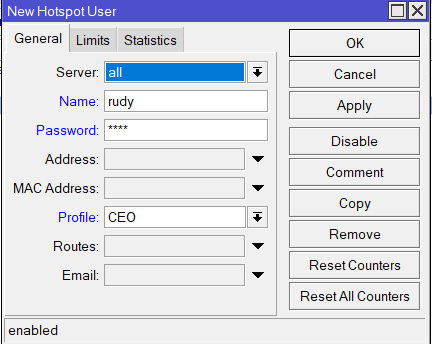 New Hotspot User
General Limits Statistics
Server: all
Name: rudy
Password: ****
Address:
MAC Address:
Profile: CEO
Routes:
Email:
OK
Cancel
Apply
Disable
Comment
Copy
Remove
Reset Counters
Reset All Counters
enabled